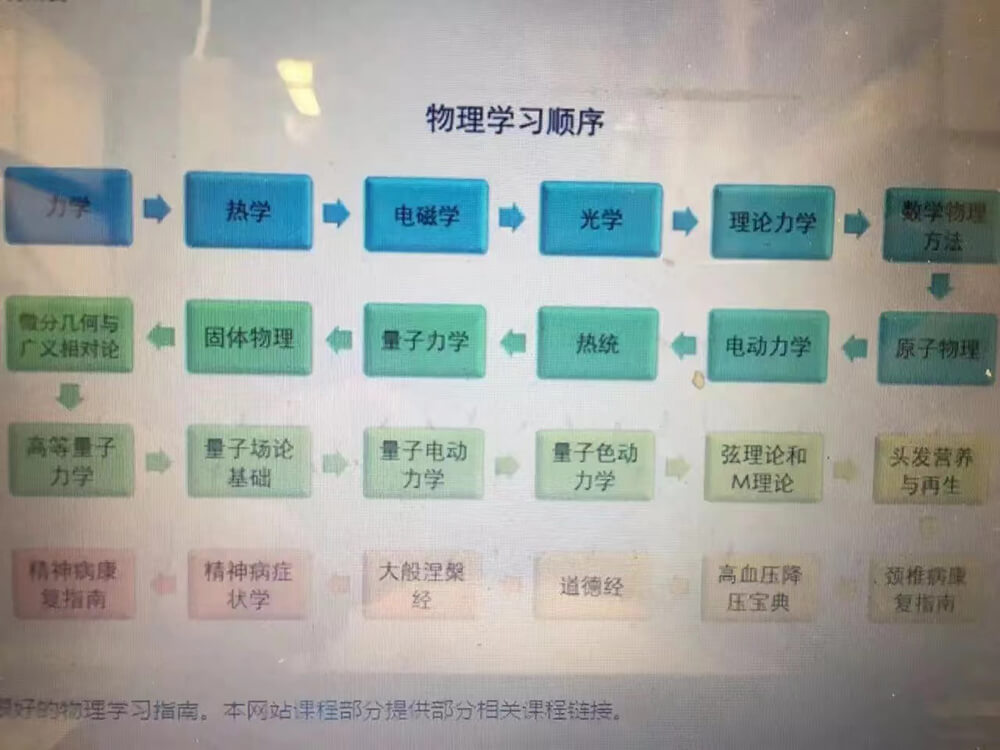 物理学习顺序
力学
热学
电磁学
光学
理论力学
数学物理
方法
原子物理
电动力学
热统
量子力学
固体物理
微分几何与
广义相对论
高等量子
力学
量子场论
基础
量子电动
力学
量子色动
力学
弦理论和
M理论
头发营养
与再生
颈椎病康
复指南
高血压降
压宝典
道德经
大般涅槃
经
精神病症
状学
精神病康
复指南
好的物理学习指南。本网站课程部分提供部分相关课程链接。